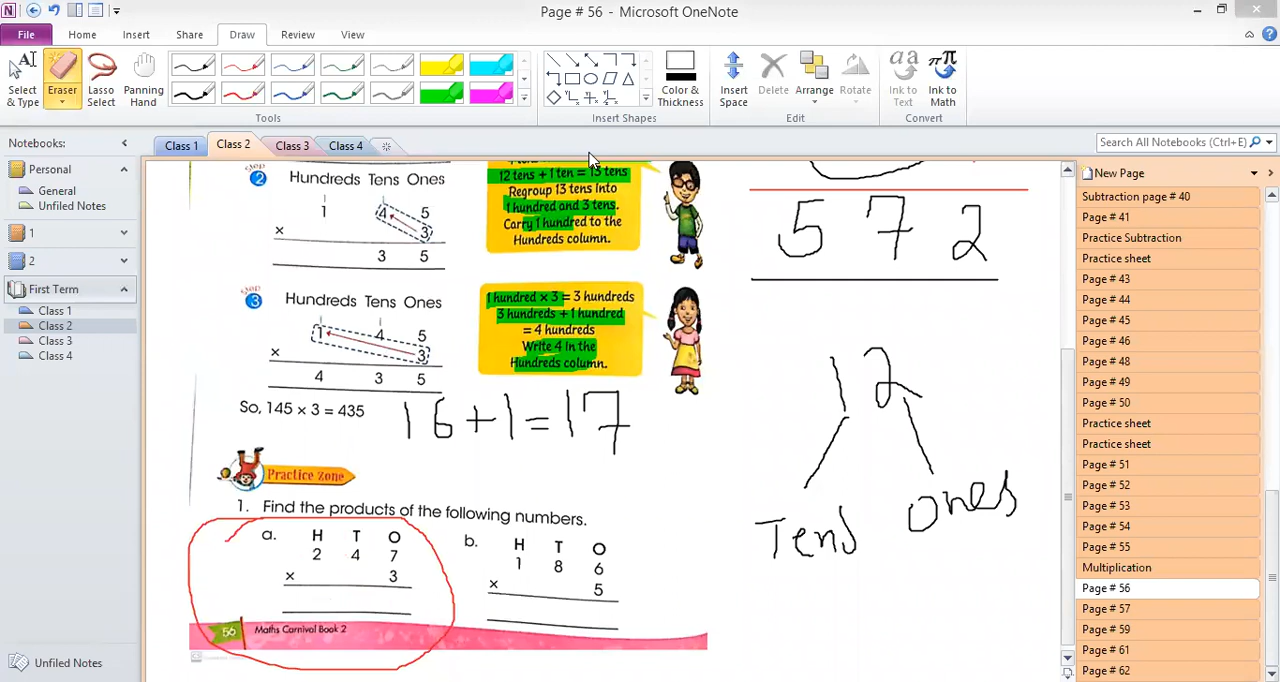 Page # 56 - Microsoft OneNote
File Home Insert Share Draw Review View
Select & Type
Eraser
Lasso Select
Panning Hand
Color & Thickness
Insert Space
Delete
Arrange
Rotate
Ink to Text
Ink to Math
Tools Insert Shapes Edit Convert
Notebooks:
Personal
General
Unfiled Notes
1
2
First Term
Class 1
Class 2
Class 3
Class 4
Unfiled Notes
Class 1 Class 2 Class 3 Class 4
Search All Notebooks (Ctrl+E)
2 Hundreds Tens Ones
1 4 5
× 3
3 5
12 tens + 1 ten = 13 tens
Regroup 13 tens into
1 hundred and 3 tens.
Carry 1 hundred to the
Hundreds column.
Step
3 Hundreds Tens Ones
1 4 5
× 3
4 3 5
1 hundred × 3 = 3 hundreds
3 hundreds + 1 hundred
= 4 hundreds
Write 4 in the
Hundreds column.
So, 145 × 3 = 435
16+1=17
Practice zone
1. Find the products of the following numbers.
a. H T O
2 4 7
× 3
b. H T O
1 8 6
× 5
56 Maths Carnival Book 2
5 7 2
12
Tens ones
New Page
Subtraction page # 40
Page # 41
Practice Subtraction
Practice sheet
Page # 43
Page # 44
Page # 45
Page # 46
Page # 48
Page # 49
Page # 50
Practice sheet
Practice sheet
Page # 51
Page # 52
Page # 53
Page # 54
Page # 55
Multiplication
Page # 56
Page # 57
Page # 59
Page # 61
Page # 62